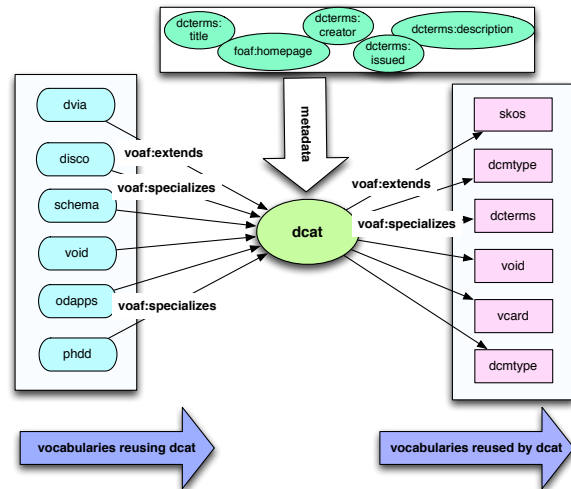 dcterms:
title
foaf:homepage
dcterms:
creator
dcterms:
issued
dcterms:description
metadata
dvia
disco
schema
void
odapps
phdd
voaf:extends
voaf:specializes
voaf:specializes
dcat
voaf:extends
voaf:specializes
skos
dcmtype
dcterms
void
vcard
dcmtype
vocabularies reusing dcat
vocabularies reused by dcat